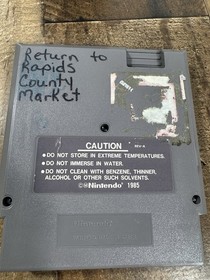 Return to
Rapids
County
Market
CAUTION
REV-A
• DO NOT STORE IN EXTREME TEMPERATURES.
• DO NOT IMMERSE IN WATER.
• DO NOT CLEAN WITH BENZENE, THINNER,
ALCOHOL OR OTHER SUCH SOLVENTS.
©®Nintendo® 1985